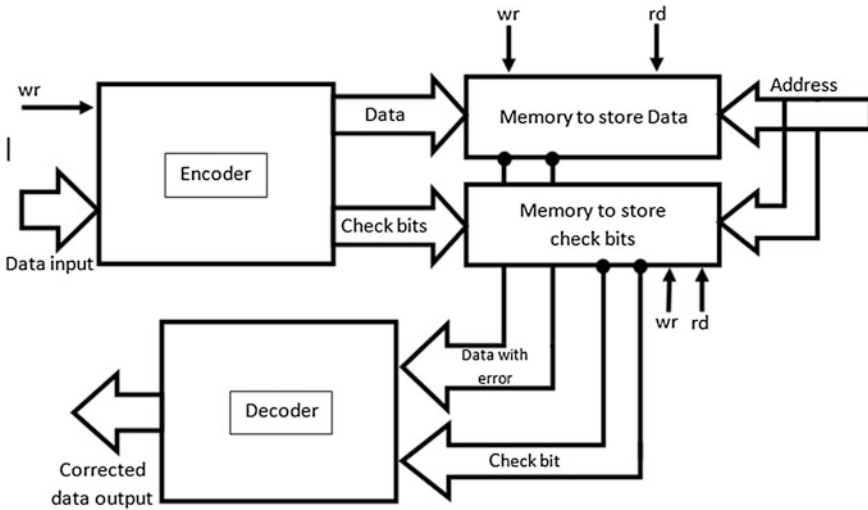 wr
rd
wr
Address
Data
Memory to store Data
Encoder
Memory to store
check bits
Check bits
Data input
wr
rd
Data with
error
Decoder
Check bit
Corrected
data output